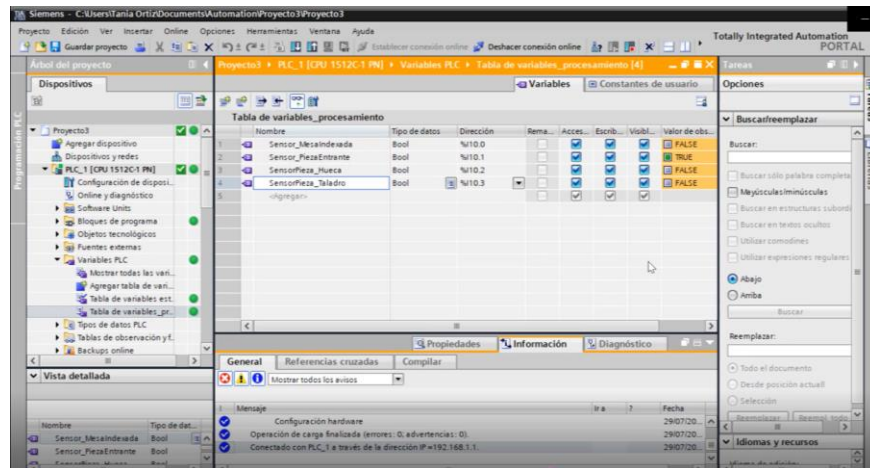 Siemens - C:\Users\Tania Ortiz\Documents\Automation\Proyecto3\Proyecto3
Proyecto Edición Ver Insertar Online Opciones Herramientas Ventana Ayuda
Guardar proyecto
Establecer conexión online Deshacer conexión online
Totally Integrated Automation
PORTAL
Árbol del proyecto
Proyecto3 ▸ PLC_1 [CPU 1512C-1 PN] ▸ Variables PLC ▸ Tabla de variables_procesamiento [4]
Tareas
Dispositivos
Variables Constantes de usuario
Opciones
Programación PLC
Tabla de variables_procesamiento
Nombre Tipo de datos Dirección Rema... Acces... Escrib... Visibl... Valor de obs...
1 Sensor_MesaIndexada Bool %I10.0 FALSE
2 Sensor_PiezaEntrante Bool %I10.1 TRUE
3 SensorPieza_Hueca Bool %I10.2 FALSE
4 SensorPieza_Taladro Bool %I10.3 FALSE
5 <Agregar>
Proyecto3
Agregar dispositivo
Dispositivos y redes
PLC_1 [CPU 1512C-1 PN]
Configuración de disposi...
Online y diagnóstico
Software Units
Bloques de programa
Objetos tecnológicos
Fuentes externas
Variables PLC
Mostrar todas las vari...
Agregar tabla de vari...
Tabla de variables est...
Tabla de variables_pr...
Tipos de datos PLC
Tablas de observación y f...
Backups online
Buscar/reemplazar
Buscar:
Buscar sólo palabra completa
Mayúsculas/minúsculas
Buscar en estructuras subordi
Buscar en textos ocultos
Utilizar comodines
Utilizar expresiones regulares
Abajo
Arriba
Buscar
Reemplazar:
Todo el documento
Desde posición actuall
Selección
Reemplazar Reempl. todo
Idiomas y recursos
Propiedades Información Diagnóstico
General Referencias cruzadas Compilar
Mostrar todos los avisos
Mensaje Ir a ? Fecha
Configuración hardware 29/07/20...
Operación de carga finalizada (errores: 0; advertencias: 0). 29/07/20...
Conectado con PLC_1 a través de la dirección IP =192.168.1.1. 29/07/20...
Vista detallada
Nombre Tipo de dat...
Sensor_MesaIndexada Bool
Sensor_PiezaEntrante Bool